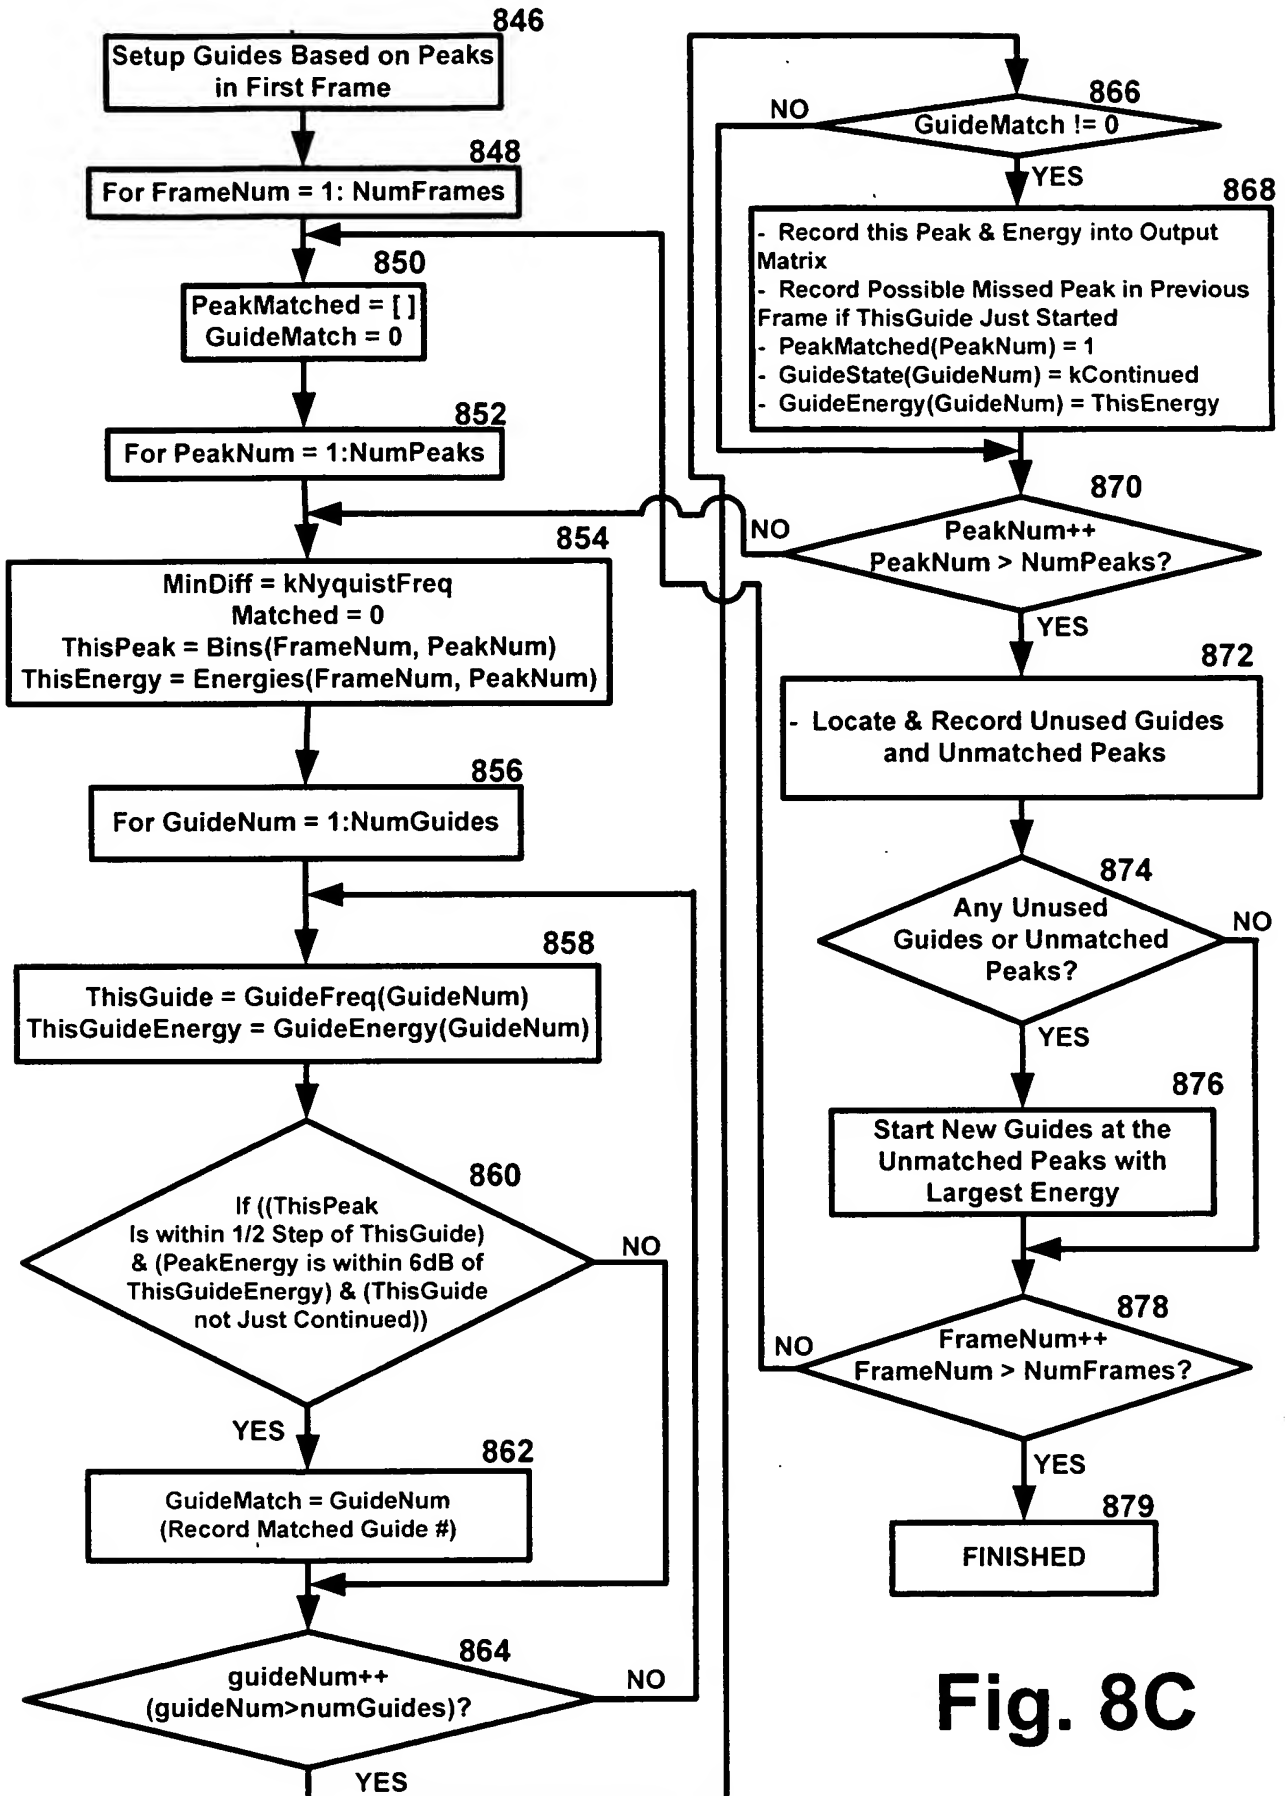 846
Setup Guides Based on Peaks
in First Frame
848
For FrameNum = 1: NumFrames
850
PeakMatched = [ ]
GuideMatch = 0
852
For PeakNum = 1:NumPeaks
854
MinDiff = kNyquistFreq
Matched = 0
ThisPeak = Bins(FrameNum, PeakNum)
ThisEnergy = Energies(FrameNum, PeakNum)
856
For GuideNum = 1:NumGuides
858
ThisGuide = GuideFreq(GuideNum)
ThisGuideEnergy = GuideEnergy(GuideNum)
860
If ((ThisPeak
Is within 1/2 Step of ThisGuide)
& (PeakEnergy is within 6dB of
ThisGuideEnergy) & (ThisGuide
not Just Continued))
NO
YES
862
GuideMatch = GuideNum
(Record Matched Guide #)
864
guideNum++
(guideNum>numGuides)?
NO
YES
866
GuideMatch != 0
NO
YES
868
- Record this Peak & Energy into Output
Matrix
- Record Possible Missed Peak in Previous
Frame if ThisGuide Just Started
- PeakMatched(PeakNum) = 1
- GuideState(GuideNum) = kContinued
- GuideEnergy(GuideNum) = ThisEnergy
870
PeakNum++
PeakNum > NumPeaks?
NO
YES
872
- Locate & Record Unused Guides
and Unmatched Peaks
874
Any Unused
Guides or Unmatched
Peaks?
NO
YES
876
Start New Guides at the
Unmatched Peaks with
Largest Energy
878
FrameNum++
FrameNum > NumFrames?
NO
YES
879
FINISHED
Fig. 8C